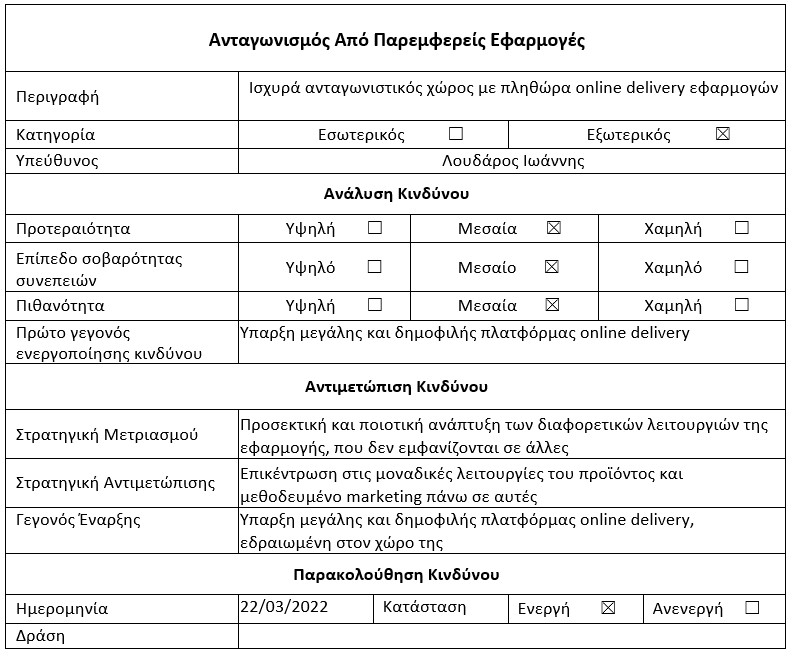 Ανταγωνισμός Από Παρεμφερείς Εφαρμογές
Περιγραφή Ισχυρά ανταγωνιστικός χώρος με πληθώρα online delivery εφαρμογών
Κατηγορία Εσωτερικός ☐ Εξωτερικός ☒
Υπεύθυνος Λουδάρος Ιωάννης
Ανάλυση Κινδύνου
Προτεραιότητα Υψηλή ☐ Μεσαία ☒ Χαμηλή ☐
Επίπεδο σοβαρότητας
συνεπειών Υψηλό ☐ Μεσαίο ☒ Χαμηλό ☐
Πιθανότητα Υψηλή ☐ Μεσαία ☒ Χαμηλή ☐
Πρώτο γεγονός
ενεργοποίησης κινδύνου
Υπαρξη μεγάλης και δημοφιλής πλατφόρμας online delivery
Αντιμετώπιση Κινδύνου
Στρατηγική Μετριασμού
Προσεκτική και ποιοτική ανάπτυξη των διαφορετικών λειτουργιών της
εφαρμογής, που δεν εμφανίζονται σε άλλες
Στρατηγική Αντιμετώπισης
Επικέντρωση στις μοναδικές λειτουργίες του προϊόντος και
μεθοδευμένο marketing πάνω σε αυτές
Γεγονός Έναρξης
Υπαρξη μεγάλης και δημοφιλής πλατφόρμας online delivery,
εδραιωμένη στον χώρο της
Παρακολούθηση Κινδύνου
Ημερομηνία 22/03/2022 Κατάσταση Ενεργή ☒ Ανενεργή ☐
Δράση